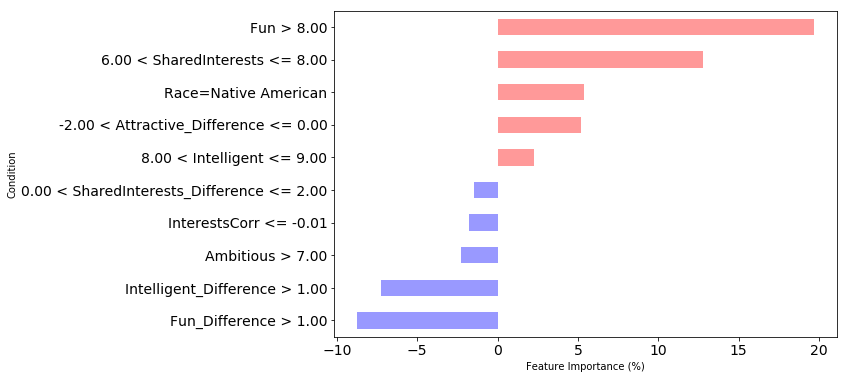 Fun > 8.00
6.00 < SharedInterests <= 8.00
Race=Native American
-2.00 < Attractive_Difference <= 0.00
8.00 < Intelligent <= 9.00
0.00 < SharedInterests_Difference <= 2.00
InterestsCorr <= -0.01
Ambitious > 7.00
Intelligent_Difference > 1.00
Fun_Difference > 1.00
Condition
−10 −5 0 5 10 15 20
Feature Importance (%)